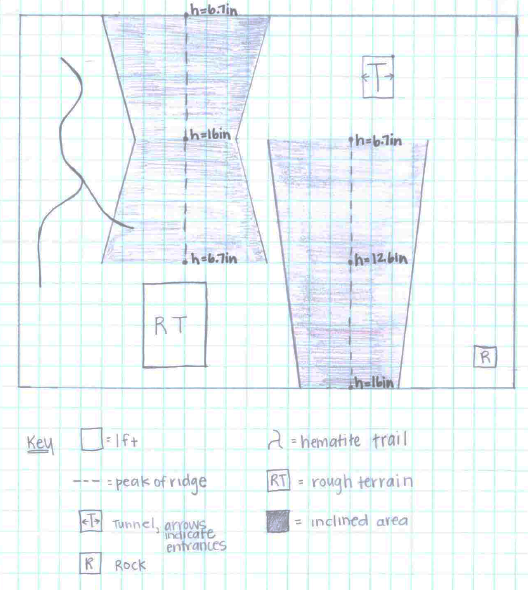 h=6.7in
T
h=16in
h=6.7in
h=6.7in
h=12.61n
RT
R
h=16in
Key
= 1ft
= hematite trail
= peak of ridge
RT = rough terrain
T Tunnel, arrows
indicate
entrances
= inclined area
R Rock